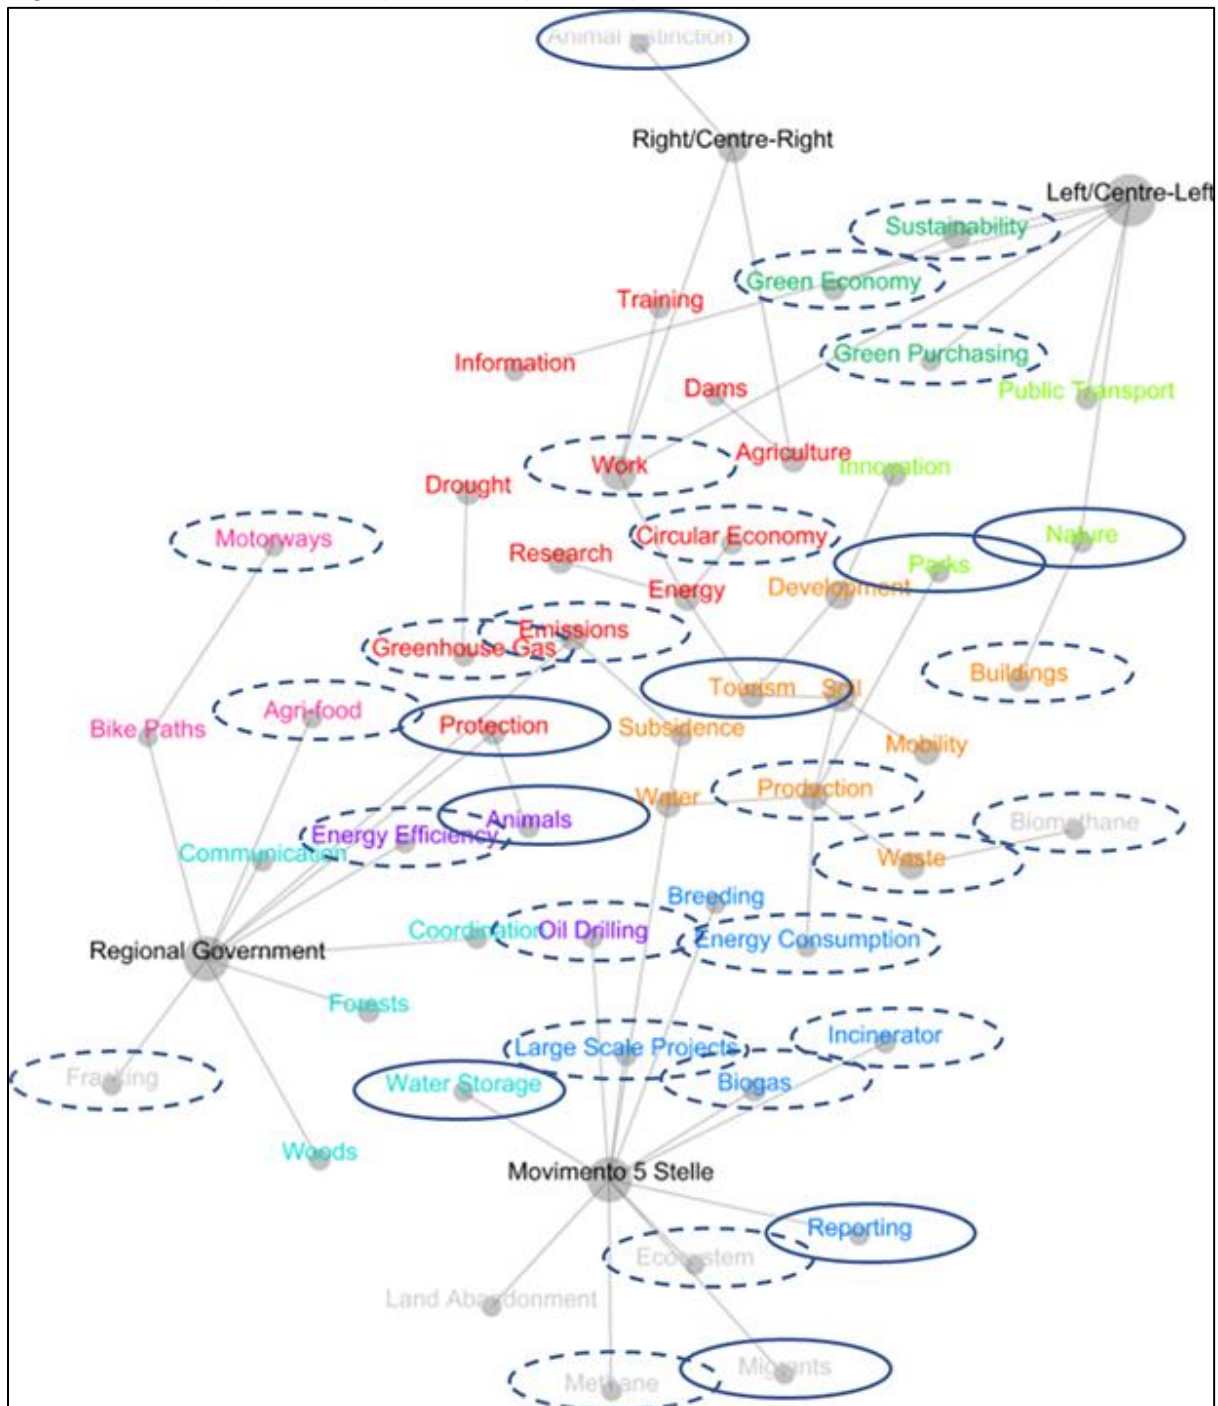 Animal Extinction
Right/Centre-Right
Left/Centre-Left
Sustainability
Green Economy
Training
Green Purchasing
Information
Dams
Public Transport
Agriculture
Work
Innovation
Drought
Motorways
Circular Economy
Nature
Research
Parks
Energy
Development
Emissions
Greenhouse Gas
Buildings
Tourism
Soil
Agri-food
Bike Paths
Protection
Subsidence
Mobility
Production
Water
Animals
Biomethane
Energy Efficiency
Communication
Waste
Breeding
Coordination
Oil Drilling
Energy Consumption
Regional Government
Forests
Incinerator
Large Scale Projects
Fracking
Water Storage
Biogas
Woods
Movimento 5 Stelle
Reporting
Ecosystem
Land Abandonment
Migrants
Methane